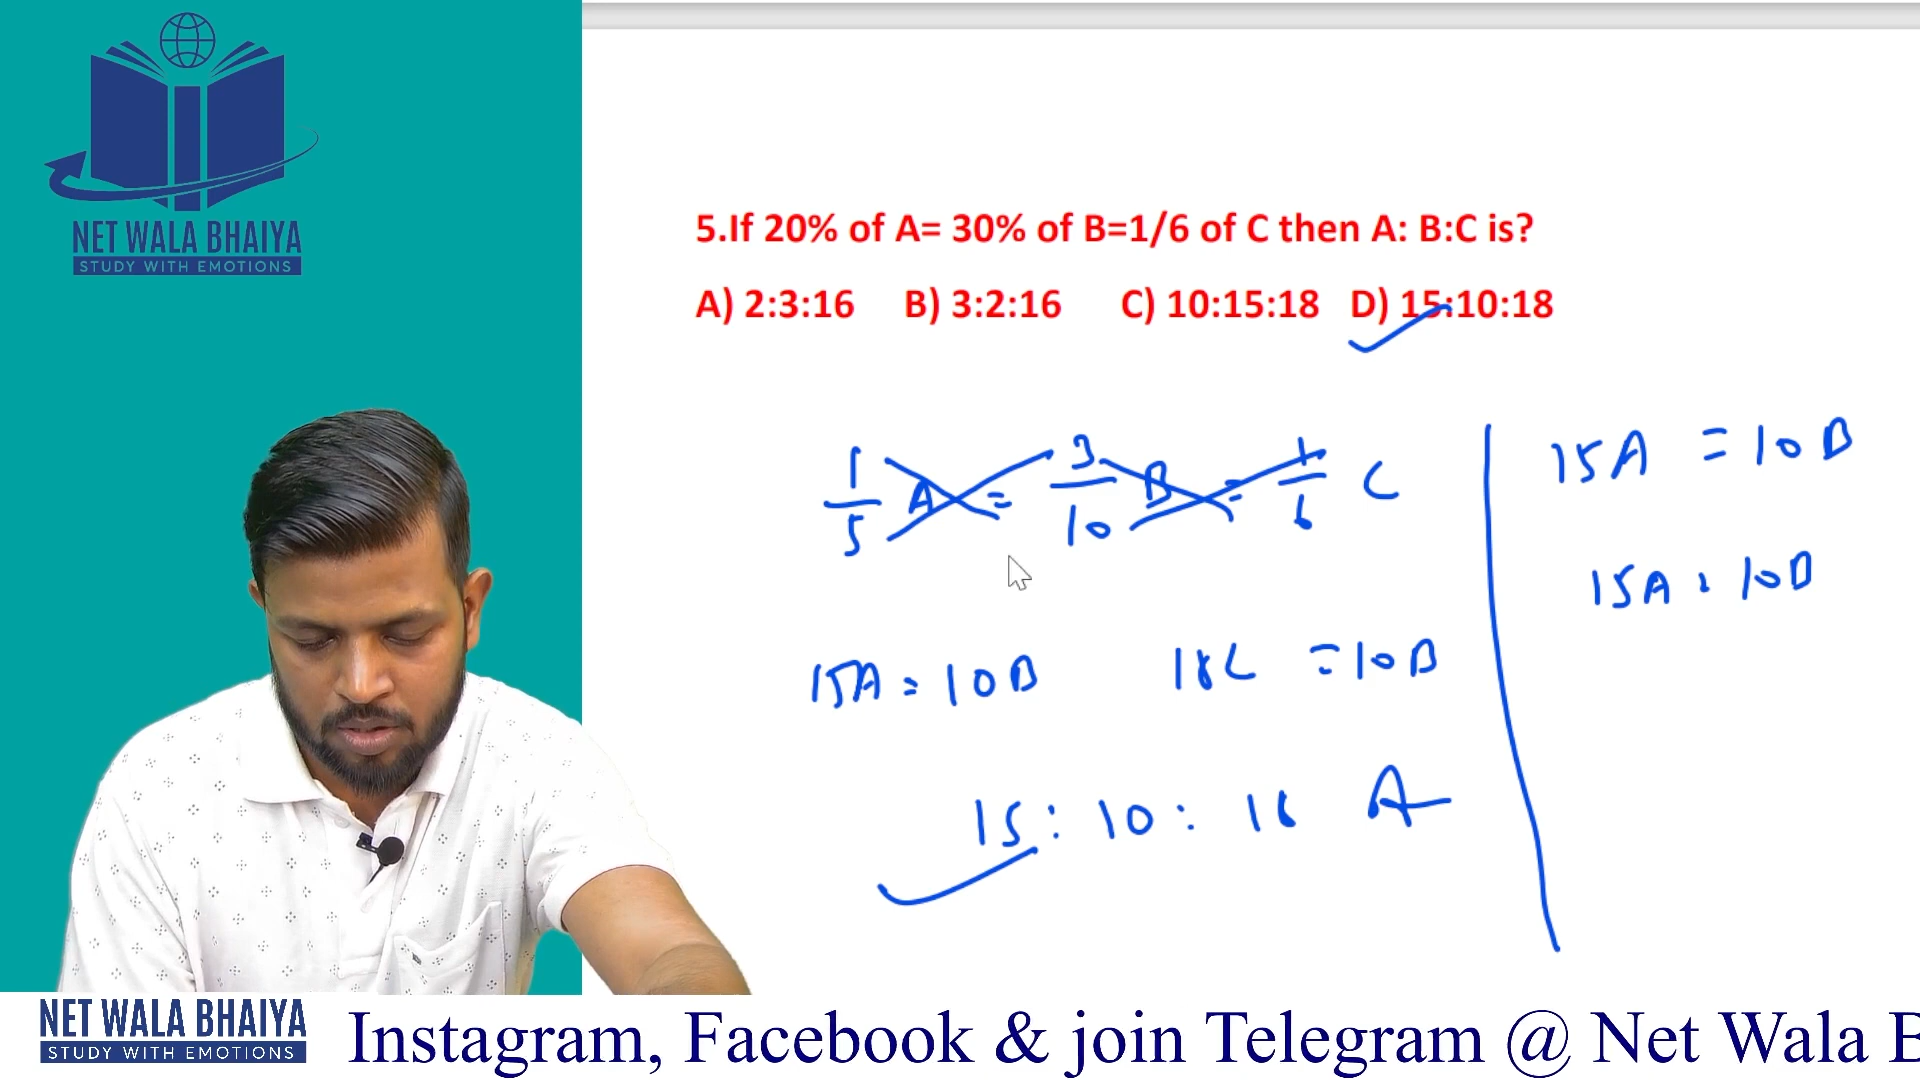 NET WALA BHAIYA
STUDY WITH EMOTIONS
5.If 20% of A= 30% of B=1/6 of C then A: B:C is?
A) 2:3:16 B) 3:2:16 C) 10:15:18 D) 15:10:18
1/5 A = 3/10 B = 1/6 C
15A = 10B 18C = 10B
15 : 10 : 18 A
15A = 10B
15A : 10B
NET WALA BHAIYA
STUDY WITH EMOTIONS
Instagram, Facebook & join Telegram @ Net Wala B